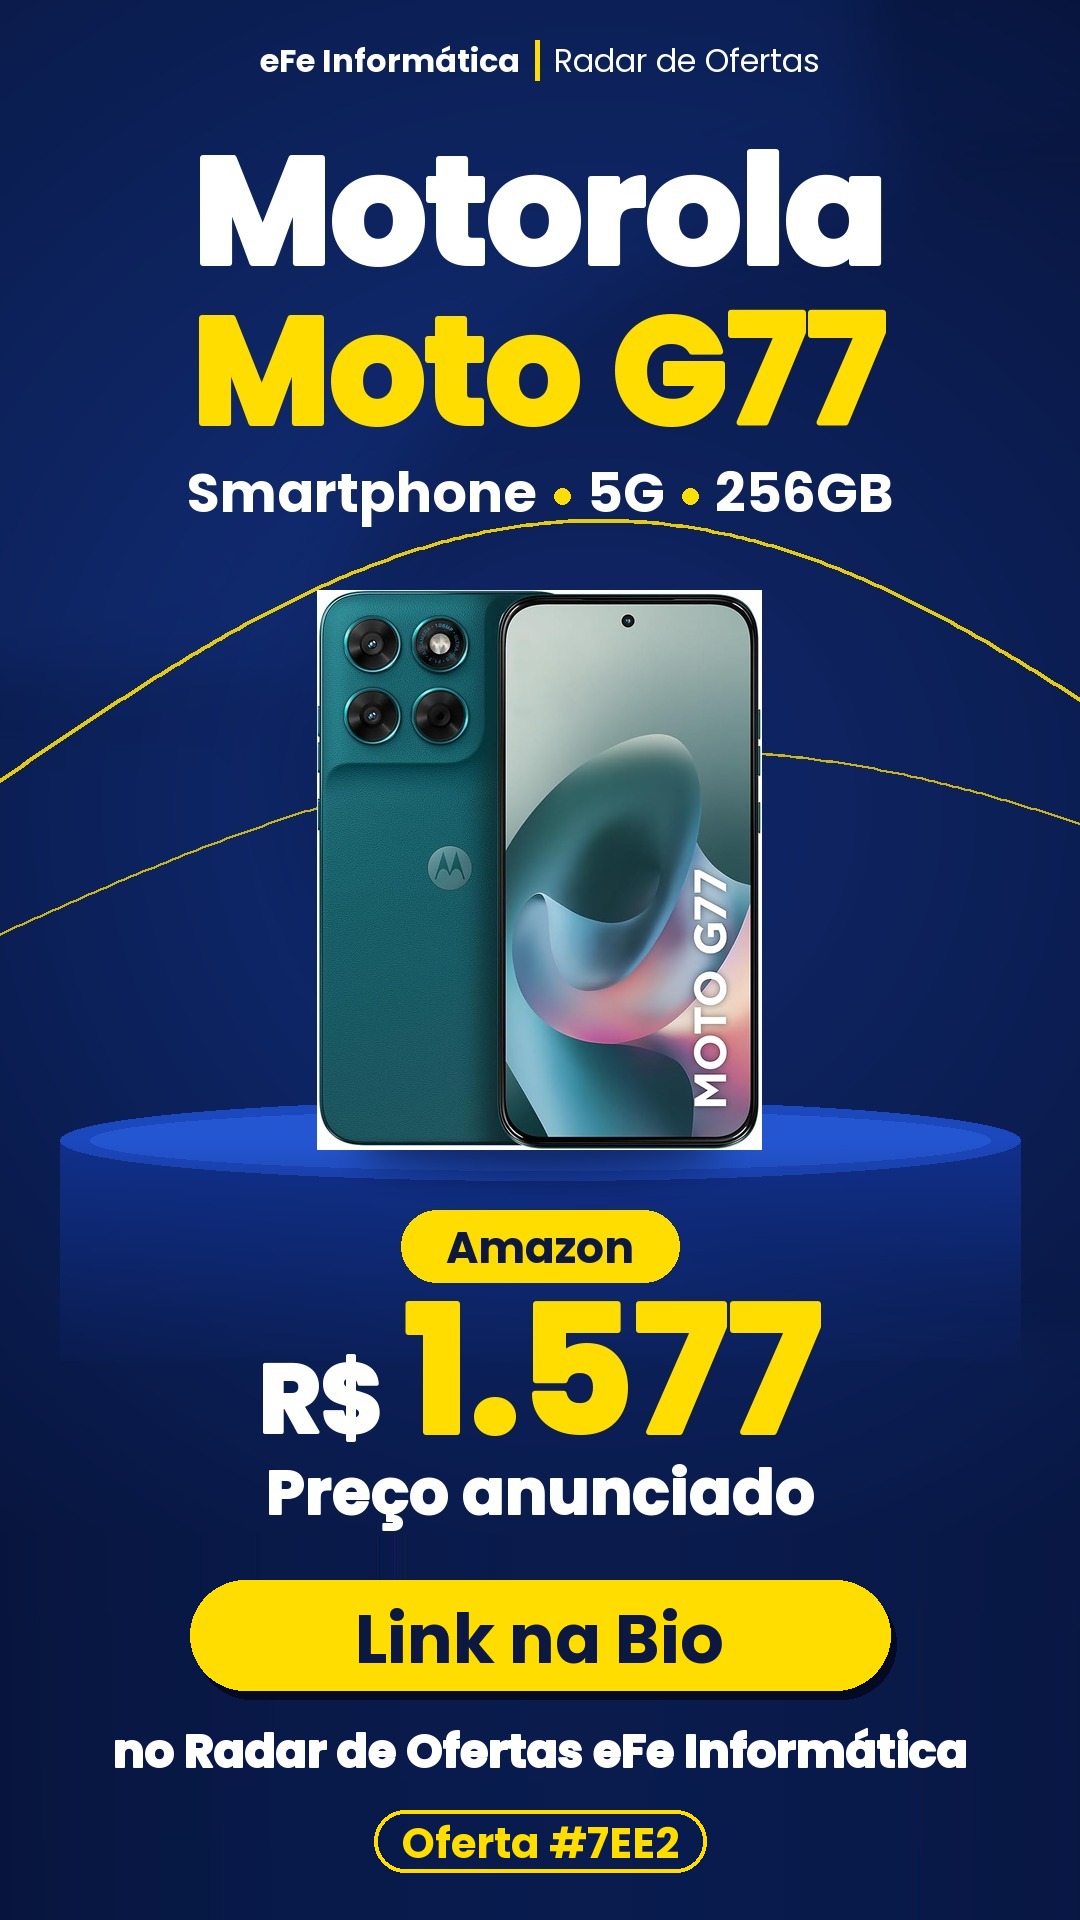 eFe Informática | Radar de Ofertas
Motorola
Moto G77
Smartphone • 5G • 256GB
MOTO G77
Amazon
R$ 1.577
Preço anunciado
Link na Bio
no Radar de Ofertas eFe Informática
Oferta #7EE2